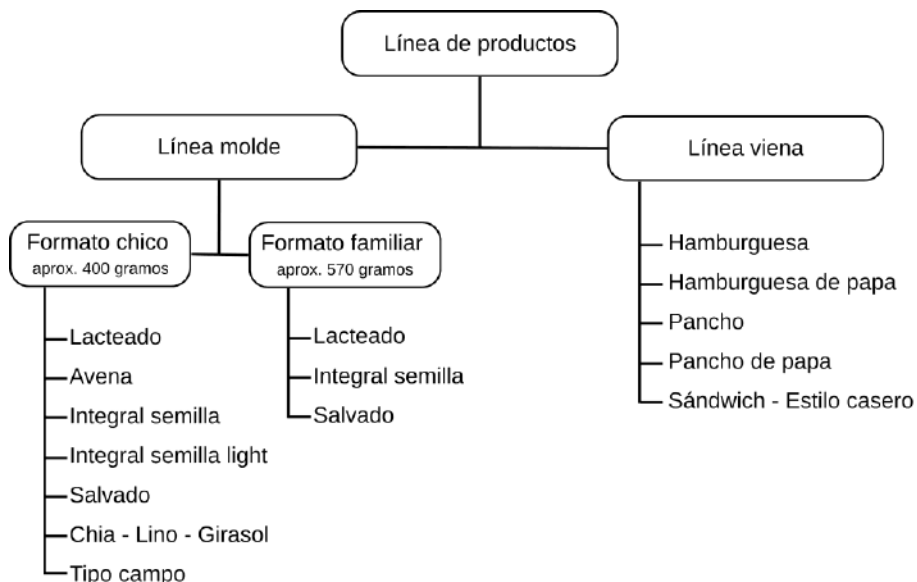 Línea de productos
Línea molde
Línea viena
Formato chico
aprox. 400 gramos
Formato familiar
aprox. 570 gramos
Lacteado
Avena
Integral semilla
Integral semilla light
Salvado
Chia - Lino - Girasol
Tipo campo
Lacteado
Integral semilla
Salvado
Hamburguesa
Hamburguesa de papa
Pancho
Pancho de papa
Sándwich - Estilo casero